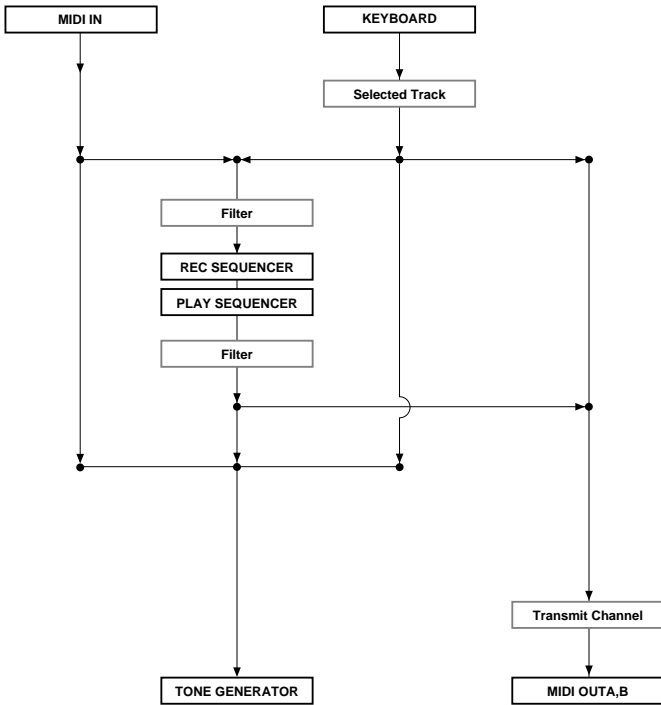 MIDI IN
KEYBOARD
Selected Track
Filter
REC SEQUENCER
PLAY SEQUENCER
Filter
Transmit Channel
TONE GENERATOR
MIDI OUTA,B